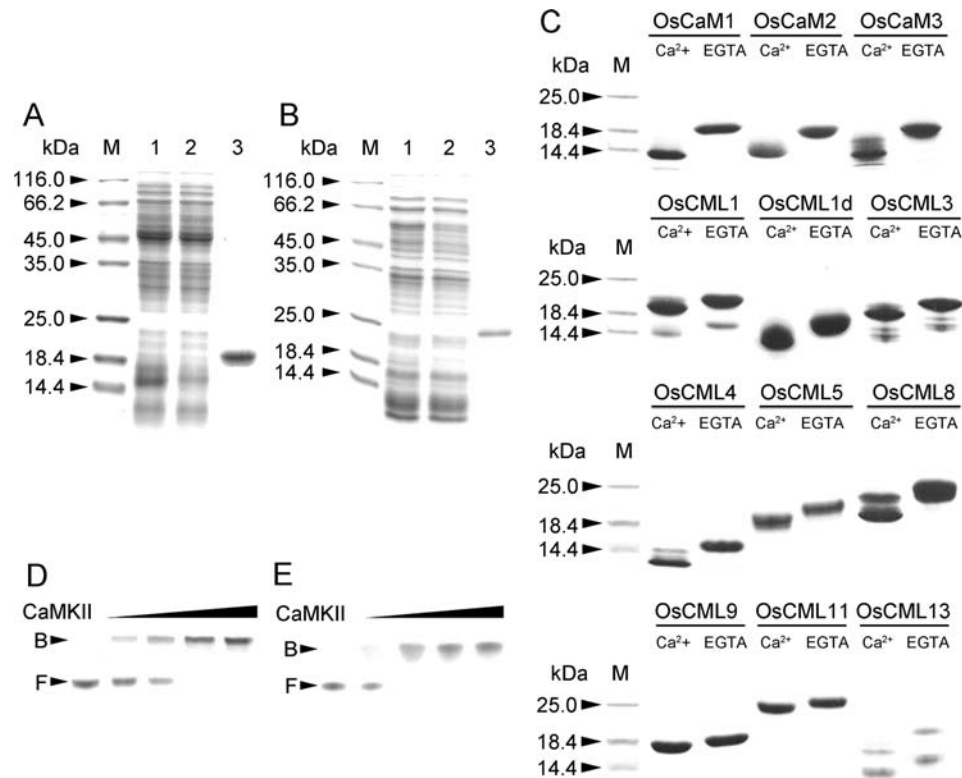 A
kDa M 1 2 3
116.0
66.2
45.0
35.0
25.0
18.4
14.4
B
kDa M 1 2 3
116.0
66.2
45.0
35.0
25.0
18.4
14.4
C
OsCaM1 OsCaM2 OsCaM3
Ca²⁺ EGTA Ca²⁺ EGTA Ca²⁺ EGTA
kDa M
25.0
18.4
14.4
OsCML1 OsCML1d OsCML3
Ca²⁺ EGTA Ca²⁺ EGTA Ca²⁺ EGTA
kDa M
25.0
18.4
14.4
OsCML4 OsCML5 OsCML8
Ca²⁺ EGTA Ca²⁺ EGTA Ca²⁺ EGTA
kDa M
25.0
18.4
14.4
OsCML9 OsCML11 OsCML13
Ca²⁺ EGTA Ca²⁺ EGTA Ca²⁺ EGTA
kDa M
25.0
18.4
14.4
D
CaMKII
B
F
E
CaMKII
B
F